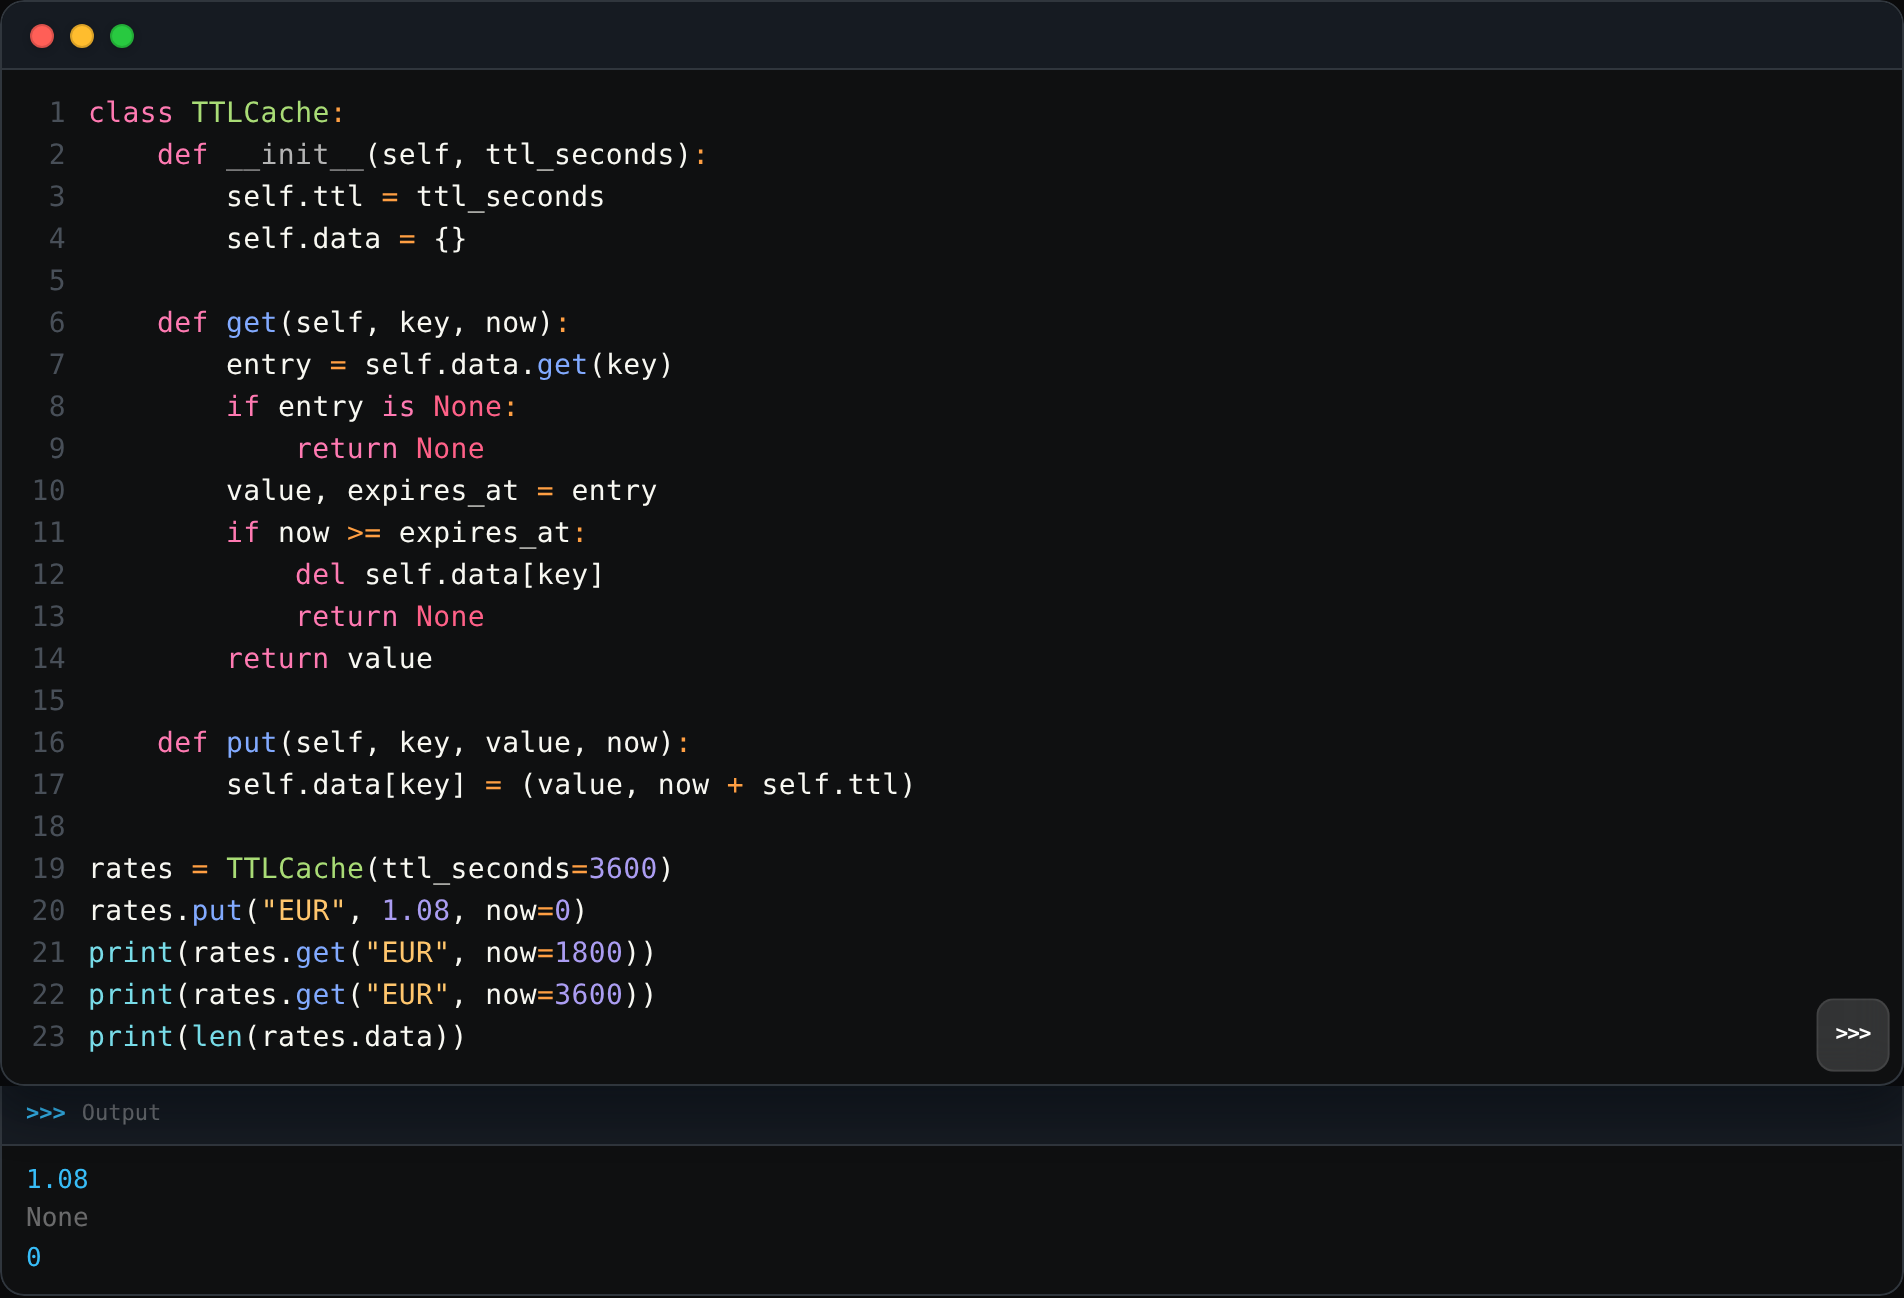 1 class TTLCache:
2     def __init__(self, ttl_seconds):
3         self.ttl = ttl_seconds
4         self.data = {}
5
6     def get(self, key, now):
7         entry = self.data.get(key)
8         if entry is None:
9             return None
10         value, expires_at = entry
11         if now >= expires_at:
12             del self.data[key]
13             return None
14         return value
15
16     def put(self, key, value, now):
17         self.data[key] = (value, now + self.ttl)
18
19 rates = TTLCache(ttl_seconds=3600)
20 rates.put("EUR", 1.08, now=0)
21 print(rates.get("EUR", now=1800))
22 print(rates.get("EUR", now=3600))
23 print(len(rates.data))
>>>
>>> Output
1.08
None
0